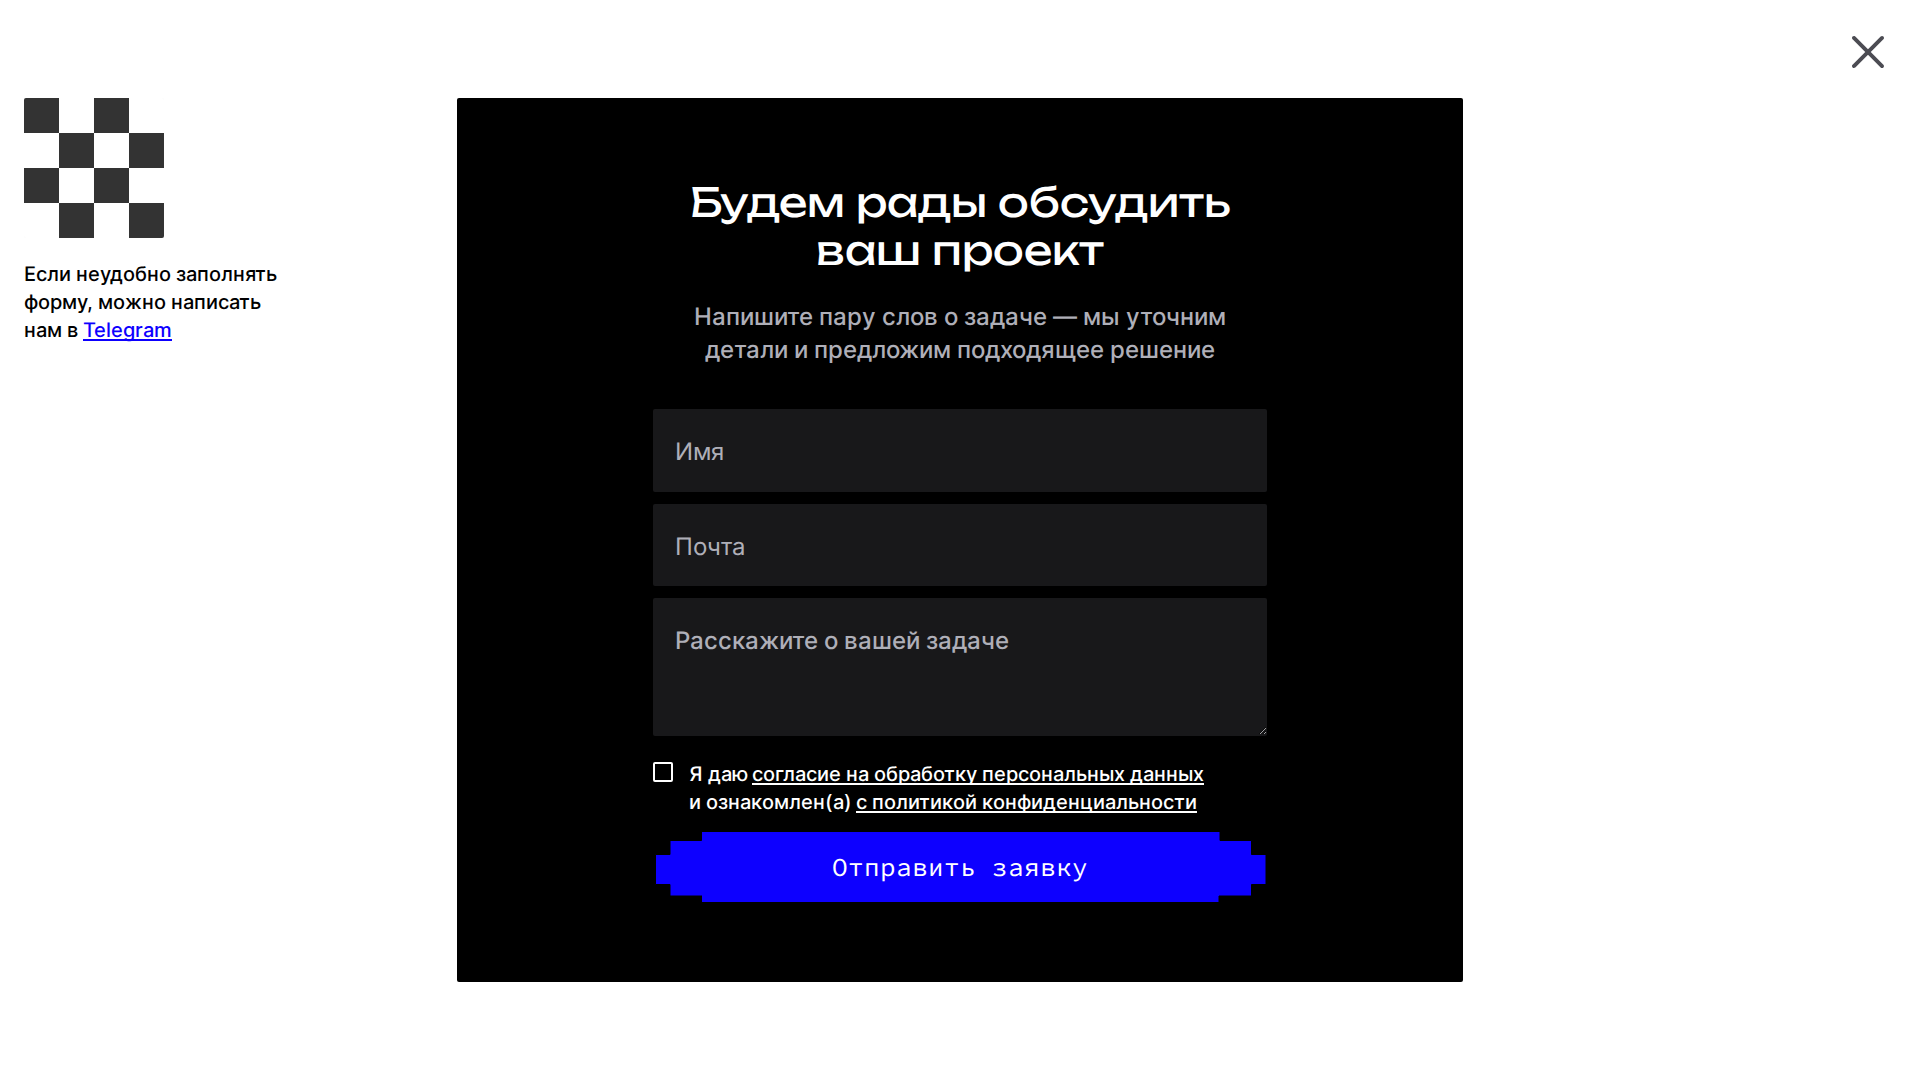 Если неудобно заполнять
форму, можно написать
нам в Telegram
Будем рады обсудить
ваш проект
Напишите пару слов о задаче — мы уточним
детали и предложим подходящее решение
Имя
Почта
Расскажите о вашей задаче
Я даю согласие на обработку персональных данных
и ознакомлен(а) с политикой конфиденциальности
Отправить заявку